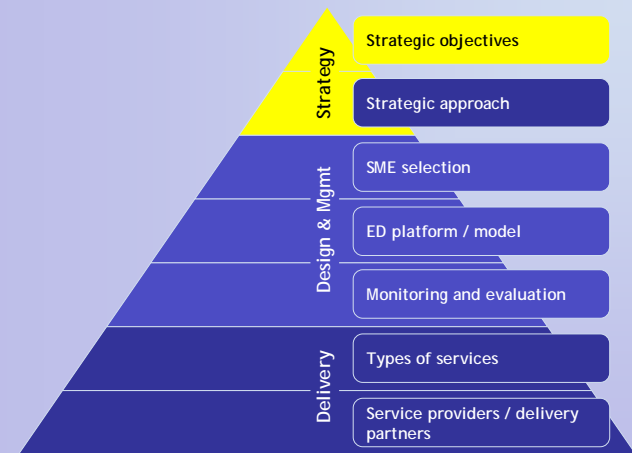 Strategy
Strategic objectives
Strategic approach
Design & Mgmt
SME selection
ED platform / model
Monitoring and evaluation
Delivery
Types of services
Service providers / delivery
partners